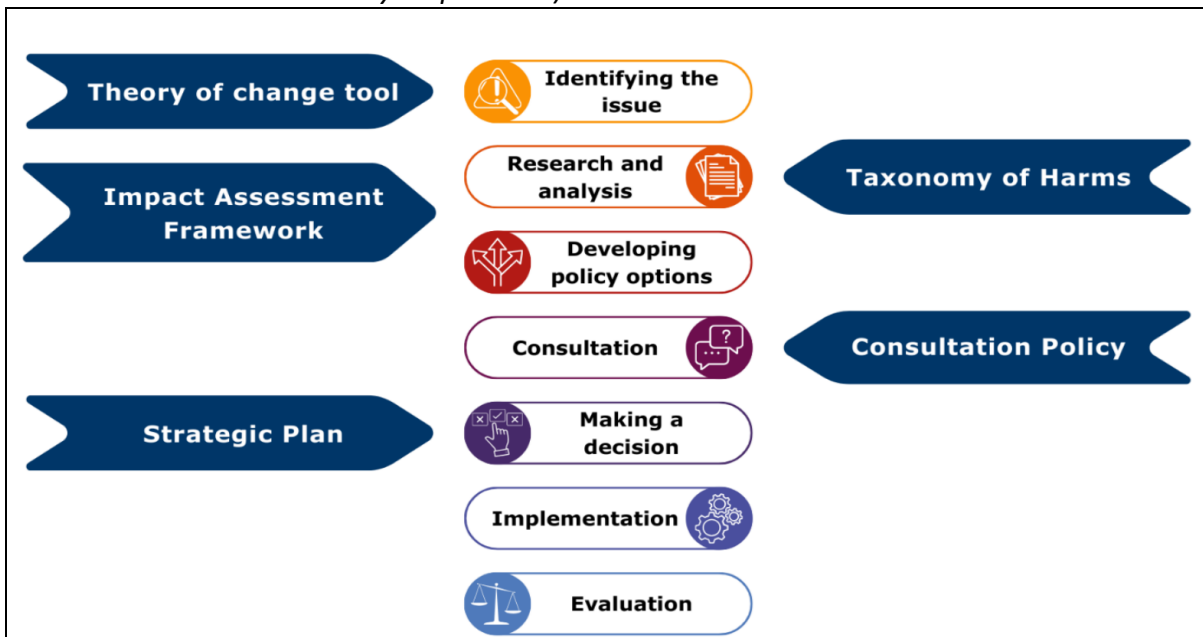 Theory of change tool
Identifying the
issue
Research and
analysis
Taxonomy of Harms
Impact Assessment
Framework
Developing
policy options
Consultation
Consultation Policy
Strategic Plan
Making a
decision
Implementation
Evaluation